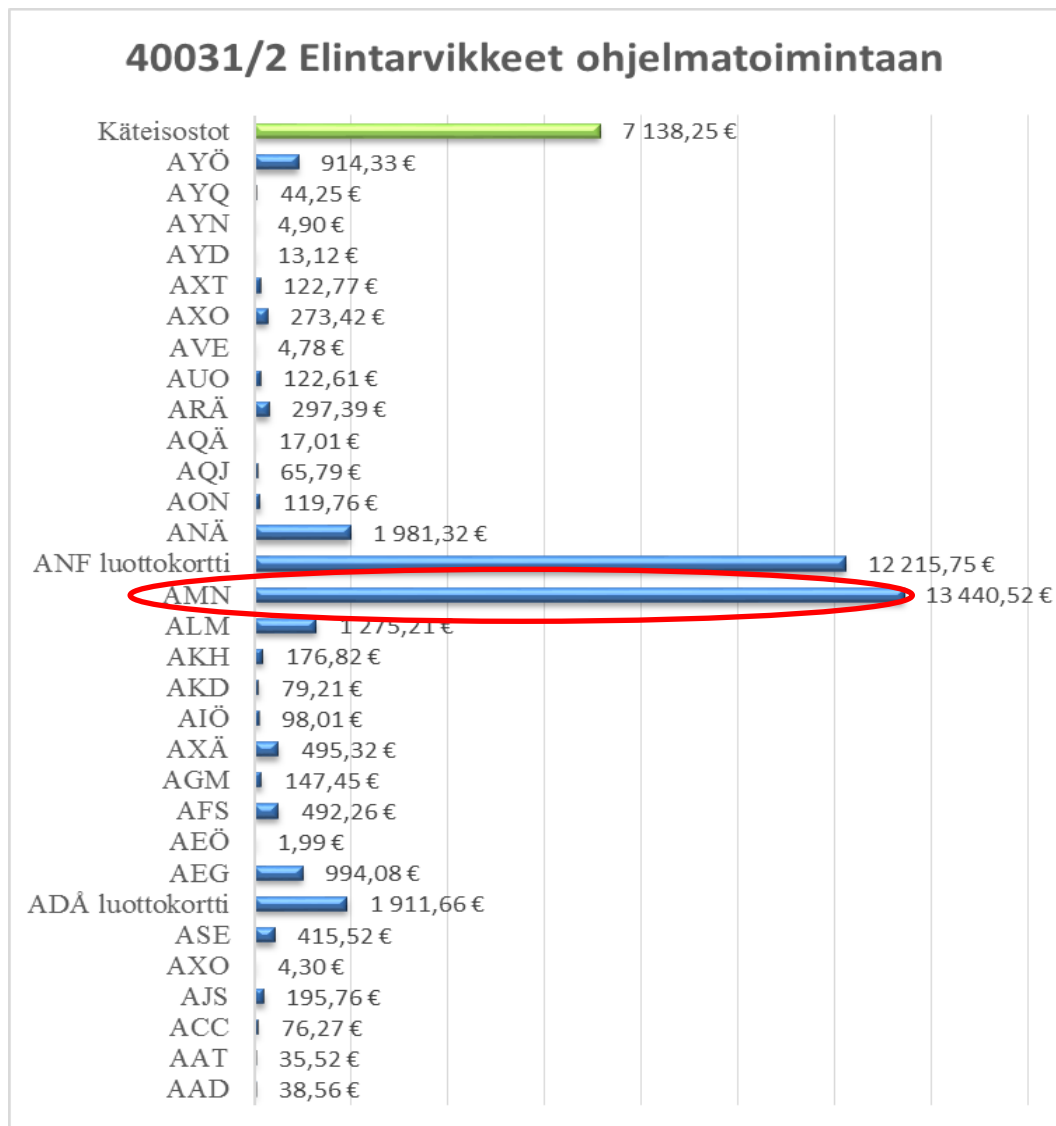 40031/2 Elintarvikkeet ohjelmatoimintaan
Käteisostot 7 138,25 €
AYÖ 914,33 €
AYQ 44,25 €
AYN 4,90 €
AYD 13,12 €
AXT 122,77 €
AXO 273,42 €
AVE 4,78 €
AUO 122,61 €
ARÄ 297,39 €
AQÄ 17,01 €
AQJ 65,79 €
AON 119,76 €
ANÄ 1 981,32 €
ANF luottokortti 12 215,75 €
AMN 13 440,52 €
ALM 1 275,21 €
AKH 176,82 €
AKD 79,21 €
AIÖ 98,01 €
AXÄ 495,32 €
AGM 147,45 €
AFS 492,26 €
AEÖ 1,99 €
AEG 994,08 €
ADÅ luottokortti 1 911,66 €
ASE 415,52 €
AXO 4,30 €
AJS 195,76 €
ACC 76,27 €
AAT 35,52 €
AAD 38,56 €